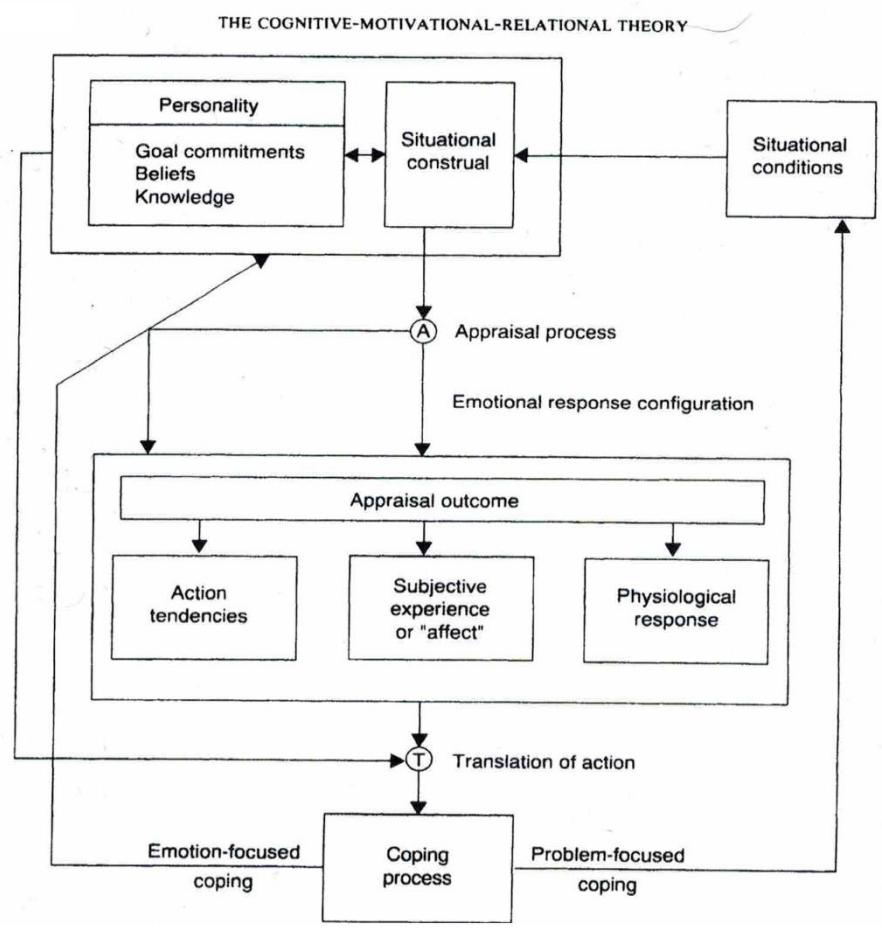 THE COGNITIVE-MOTIVATIONAL-RELATIONAL THEORY
Personality
Goal commitments
Beliefs
Knowledge
Situational
construal
Situational
conditions
A
Appraisal process
Emotional response configuration
Appraisal outcome
Action
tendencies
Subjective
experience
or "affect"
Physiological
response
T
Translation of action
Emotion-focused
coping
Coping
process
Problem-focused
coping